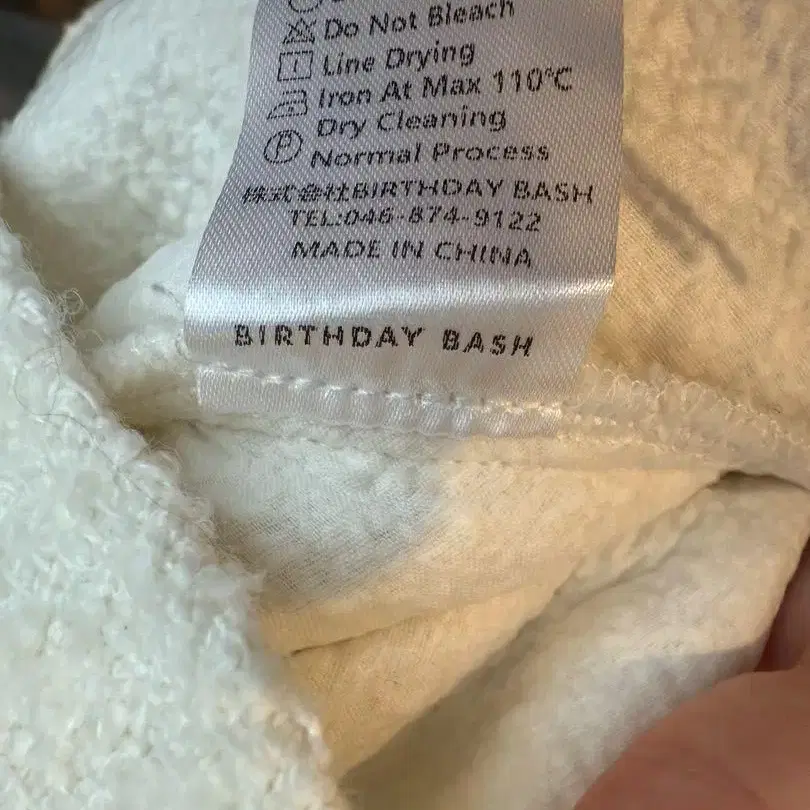 Do Not Bleach
Line Drying
Iron At Max 110°C
Dry Cleaning
Ⓟ Normal Process
株式会社BIRTHDAY BASH
TEL:046-874-9122
MADE IN CHINA
BIRTHDAY BASH